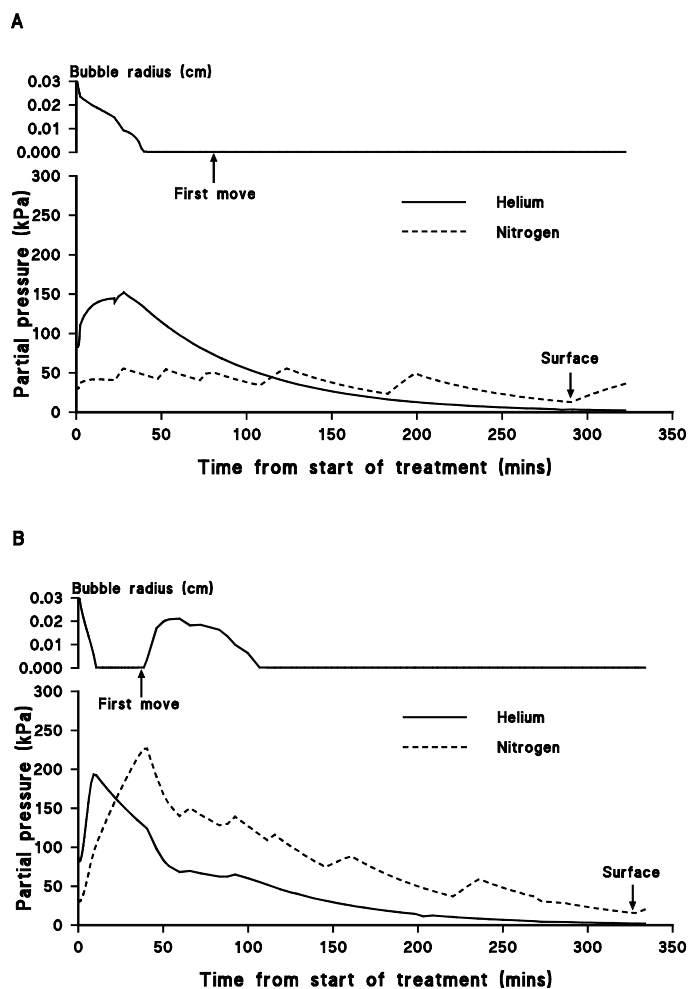 A
Bubble radius (cm)
0.03
0.02
0.01
0.000
First move
300
250
200
150
100
50
0
Partial pressure (kPa)
Helium
Nitrogen
Surface
0 50 100 150 200 250 300 350
Time from start of treatment (mins)
B
Bubble radius (cm)
0.03
0.02
0.01
0.000
First move
300
250
200
150
100
50
0
Partial pressure (kPa)
Helium
Nitrogen
Surface
0 50 100 150 200 250 300 350
Time from start of treatment (mins)